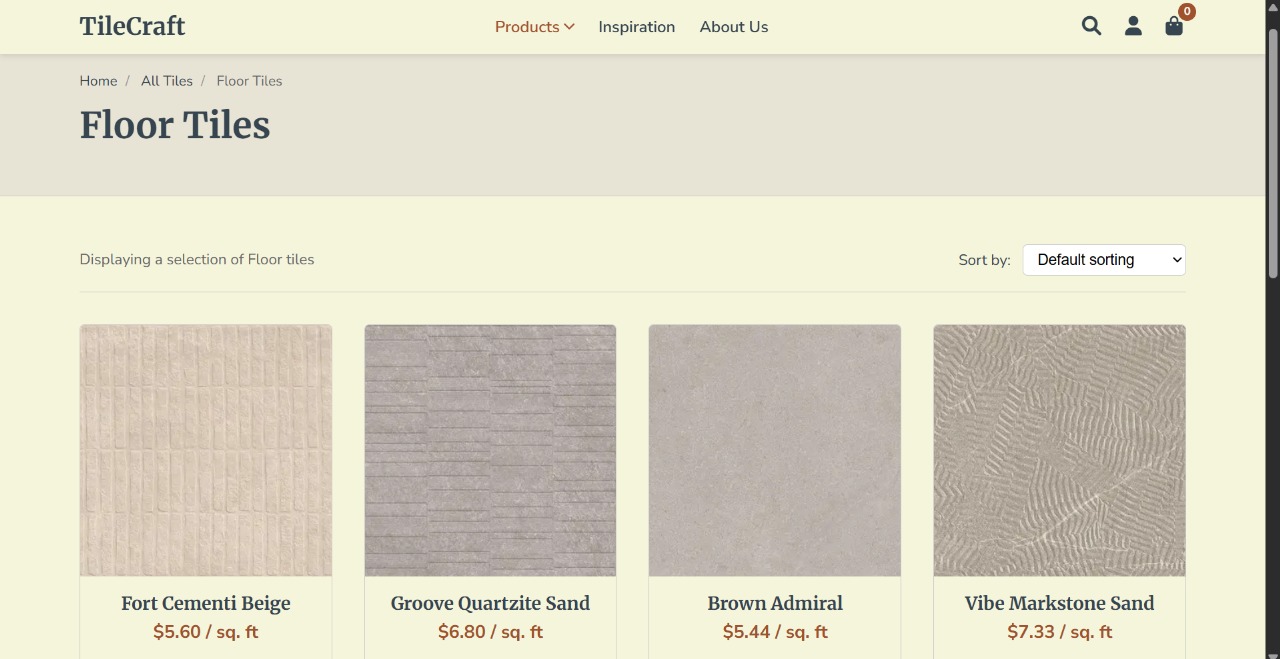 TileCraft
Products Inspiration About Us
0
Home / All Tiles / Floor Tiles
Floor Tiles
Displaying a selection of Floor tiles
Sort by: Default sorting
Fort Cementi Beige
$5.60 / sq. ft
Groove Quartzite Sand
$6.80 / sq. ft
Brown Admiral
$5.44 / sq. ft
Vibe Markstone Sand
$7.33 / sq. ft